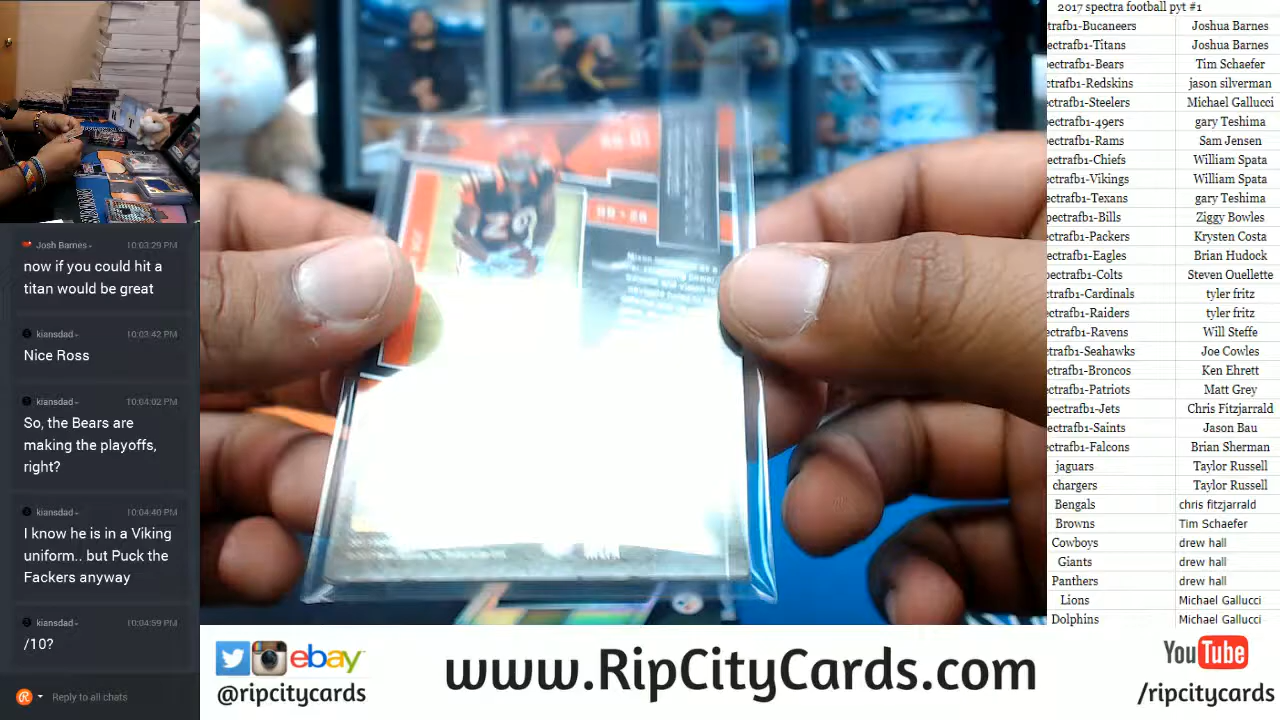 2017 spectra football pyt #1
trafb1-Bucaneers Joshua Barnes
ectrafb1-Titans Joshua Barnes
pectrafb1-Bears Tim Schaefer
ectrafb1-Redskins jason silverman
ectrafb1-Steelers Michael Gallucci
pectrafb1-49ers gary Teshima
pectrafb1-Rams Sam Jensen
ectrafb1-Chiefs William Spata
ectrafb1-Vikings William Spata
ectrafb1-Texans gary Teshima
pectrafb1-Bills Ziggy Bowles
ectrafb1-Packers Krysten Costa
ectrafb1-Eagles Brian Hudock
pectrafb1-Colts Steven Ouellette
ctrafb1-Cardinals tyler fritz
ectrafb1-Raiders tyler fritz
ectrafb1-Ravens Will Steffe
ctrafb1-Seahawks Joe Cowles
ectrafb1-Broncos Ken Ehrett
ectrafb1-Patriots Matt Grey
pectrafb1-Jets Chris Fitzjarrald
ectrafb1-Saints Jason Bau
ectrafb1-Falcons Brian Sherman
jaguars Taylor Russell
chargers Taylor Russell
Bengals chris fitzjarrald
Browns Tim Schaefer
Cowboys drew hall
Giants drew hall
Panthers drew hall
Lions Michael Gallucci
Dolphins Michael Gallucci
Josh Barnes 10:03:29 PM
now if you could hit a
titan would be great
kiansdad 10:03:42 PM
Nice Ross
kiansdad 10:04:02 PM
So, the Bears are
making the playoffs,
right?
kiansdad 10:04:40 PM
I know he is in a Viking
uniform.. but Puck the
Fackers anyway
kiansdad 10:04:59 PM
/10?
Reply to all chats
ebay
@ripcitycards
www.RipCityCards.com
YouTube
/ripcitycards